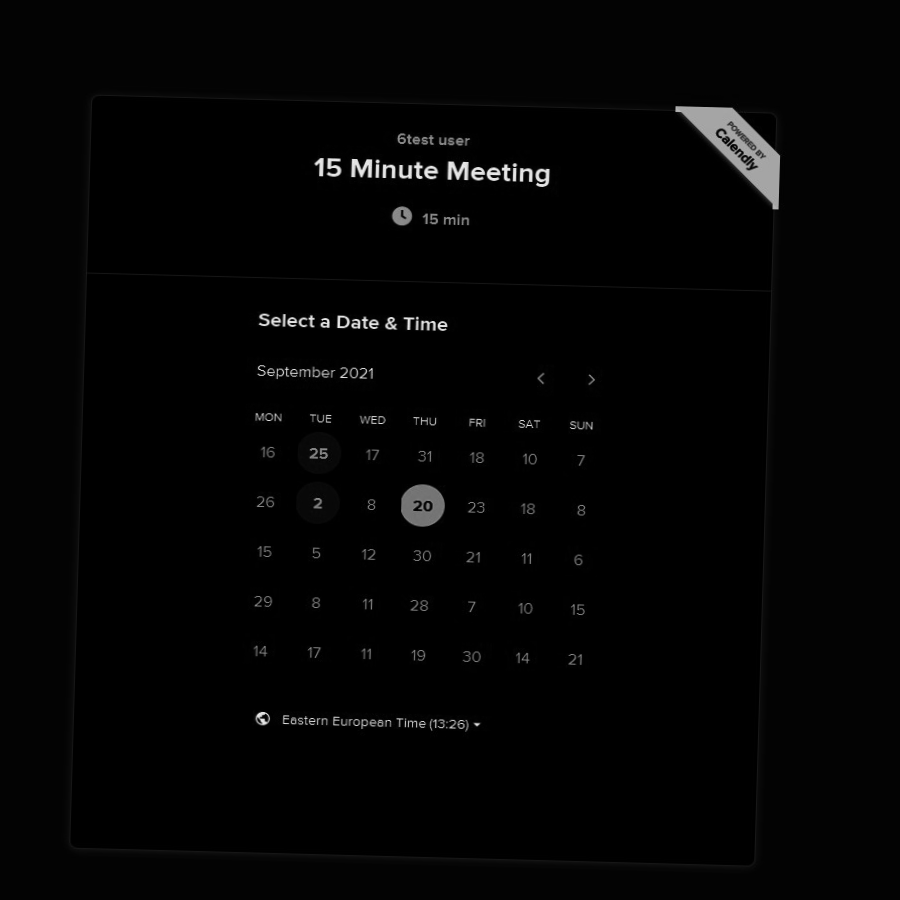 POWERED BY
Calendly
6test user
15 Minute Meeting
15 min
Select a Date & Time
September 2021
MON TUE WED THU FRI SAT SUN
16 25 17 31 18 10 7
26 2 8 20 23 18 8
15 5 12 30 21 11 6
29 8 11 28 7 10 15
14 17 11 19 30 14 21
Eastern European Time (13:26)